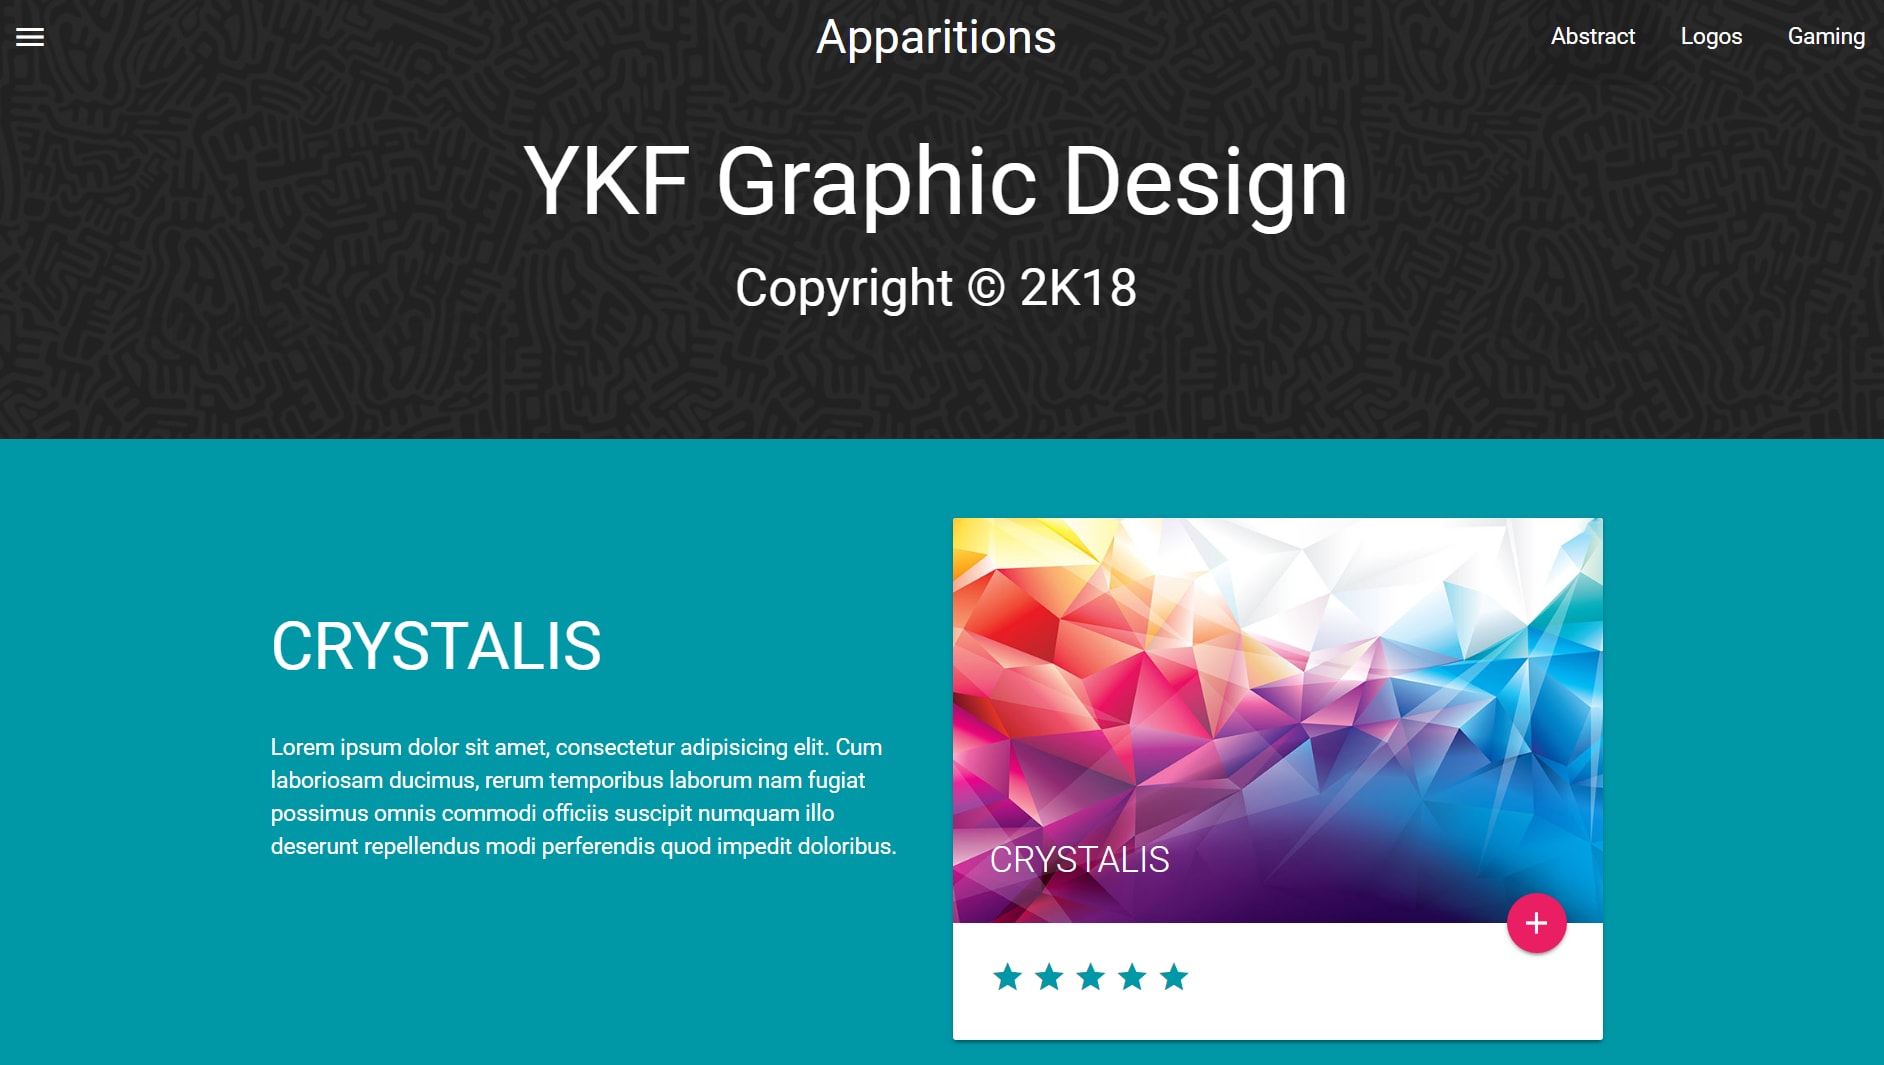 Apparitions
Abstract Logos Gaming
YKF Graphic Design
Copyright © 2K18
CRYSTALIS
Lorem ipsum dolor sit amet, consectetur adipisicing elit. Cum
laboriosam ducimus, rerum temporibus laborum nam fugiat
possimus omnis commodi officiis suscipit numquam illo
deserunt repellendus modi perferendis quod impedit doloribus.
CRYSTALIS